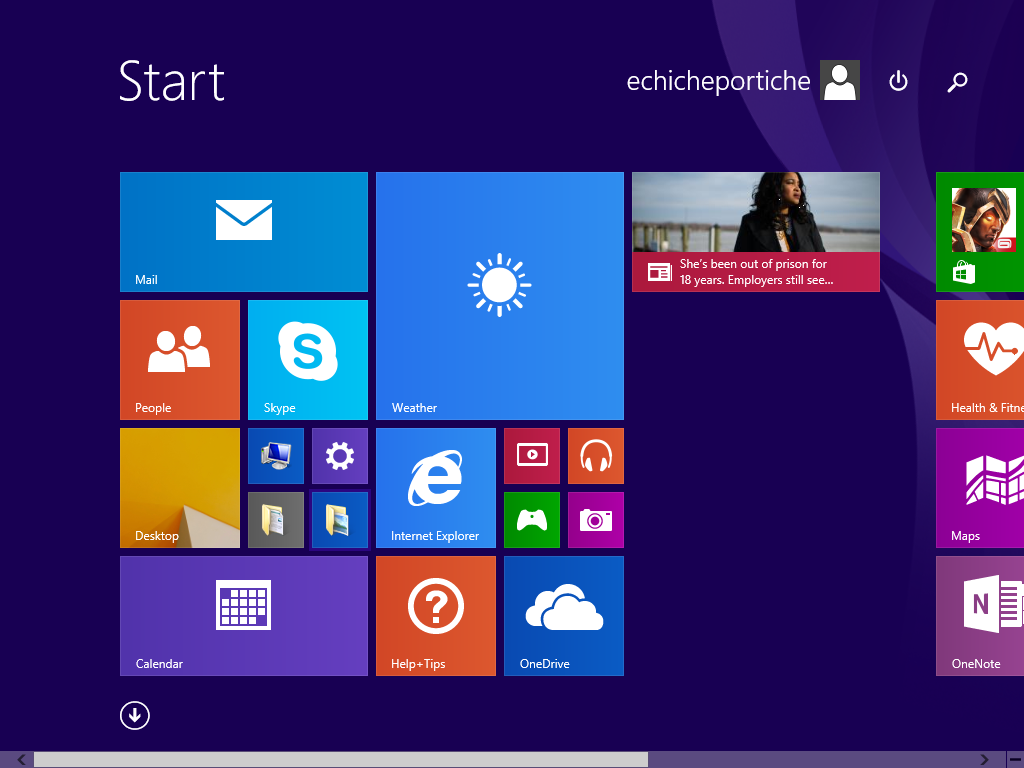 Start
echicheportiche
Mail
She's been out of prison for
18 years. Employers still see...
People
Skype
Weather
Health & Fitne
Desktop
Internet Explorer
Maps
Calendar
Help+Tips
OneDrive
N
OneNote